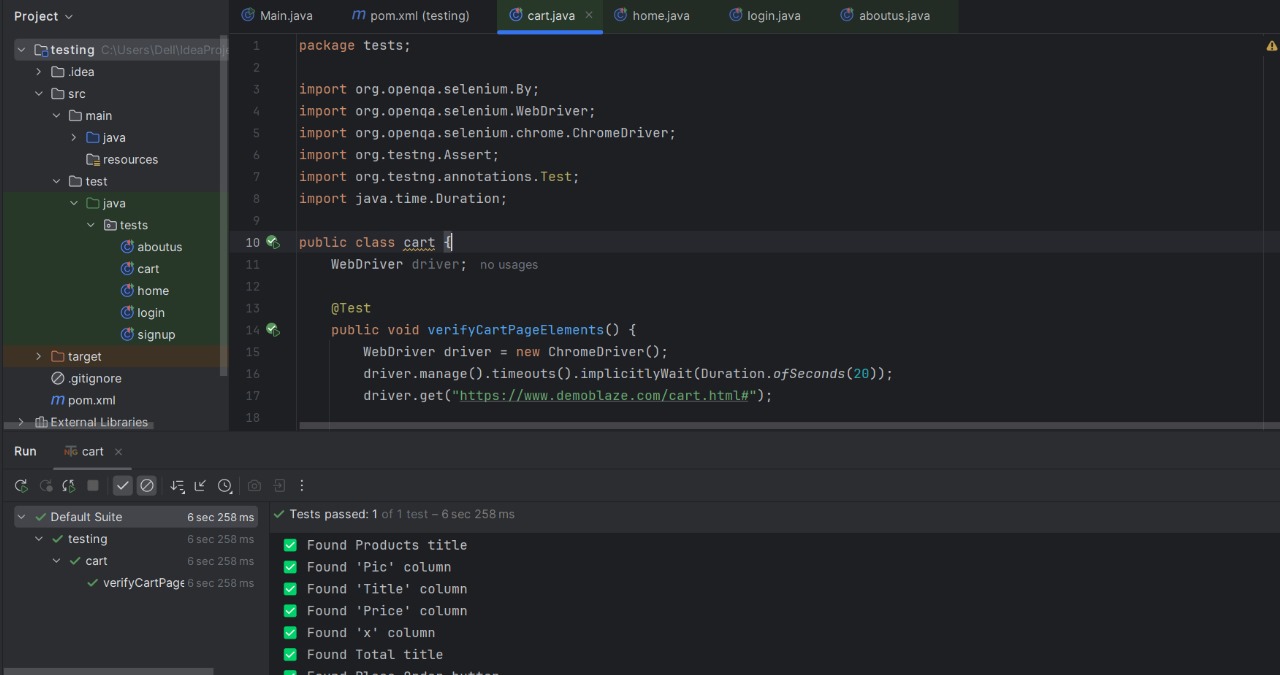 Project
Main.java
pom.xml (testing)
cart.java
home.java
login.java
aboutus.java
testing C:\Users\Dell\IdeaProje
.idea
src
main
java
resources
test
java
tests
aboutus
cart
home
login
signup
target
.gitignore
pom.xml
External Libraries
1 package tests;
2
3 import org.openqa.selenium.By;
4 import org.openqa.selenium.WebDriver;
5 import org.openqa.selenium.chrome.ChromeDriver;
6 import org.testng.Assert;
7 import org.testng.annotations.Test;
8 import java.time.Duration;
9
10 public class cart {
11 WebDriver driver; no usages
12
13 @Test
14 public void verifyCartPageElements() {
15 WebDriver driver = new ChromeDriver();
16 driver.manage().timeouts().implicitlyWait(Duration.ofSeconds(20));
17 driver.get("https://www.demoblaze.com/cart.html#");
18
Run
cart
Default Suite 6 sec 258 ms
testing 6 sec 258 ms
cart 6 sec 258 ms
verifyCartPage 6 sec 258 ms
Tests passed: 1 of 1 test – 6 sec 258 ms
Found Products title
Found 'Pic' column
Found 'Title' column
Found 'Price' column
Found 'x' column
Found Total title
Found Place Order button